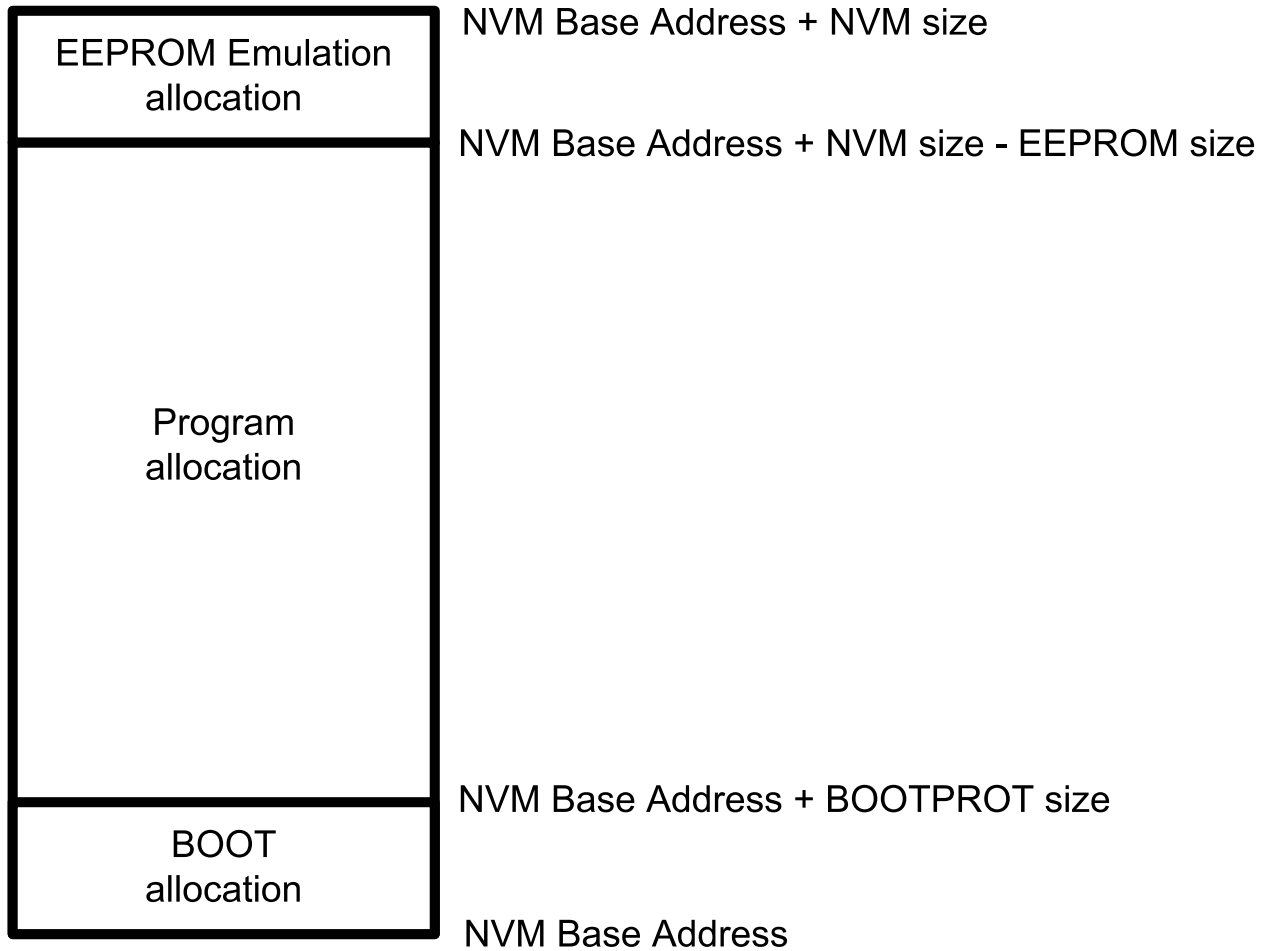 NVM Base Address + NVM size
EEPROM Emulation
allocation
NVM Base Address + NVM size - EEPROM size
Program
allocation
NVM Base Address + BOOTPROT size
BOOT
allocation
NVM Base Address